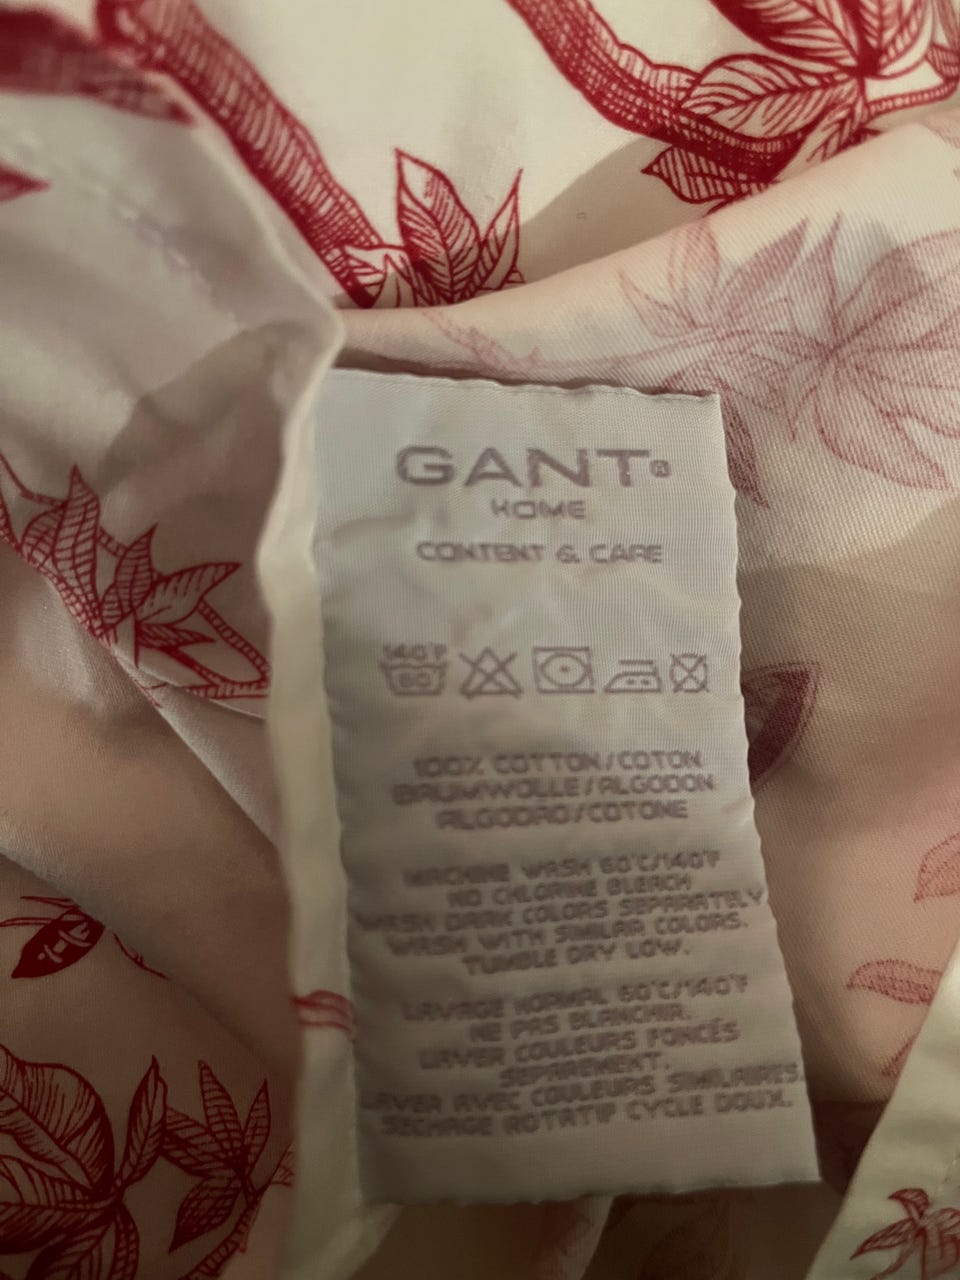 GANT®
HOME
CONTENT & CARE
140°F
60
100% COTTON/COTON
BAUMWOLLE/ALGODON
ALGODRO/COTONE
MACHINE WASH 60°C/140°F
NO CHLORINE BLEACH
WASH DARK COLORS SEPARATELY
WASH WITH SIMILAR COLORS.
TUMBLE DRY LOW.
LAVAGE NORMAL 60°C/140°F
NE PAS BLANCHIR.
LAVER COULEURS FONCÉS
SEPAREMENT.
LAVER AVEC COULEURS SIMILAIRES.
SECHAGE ROTATIF CYCLE DOUX.